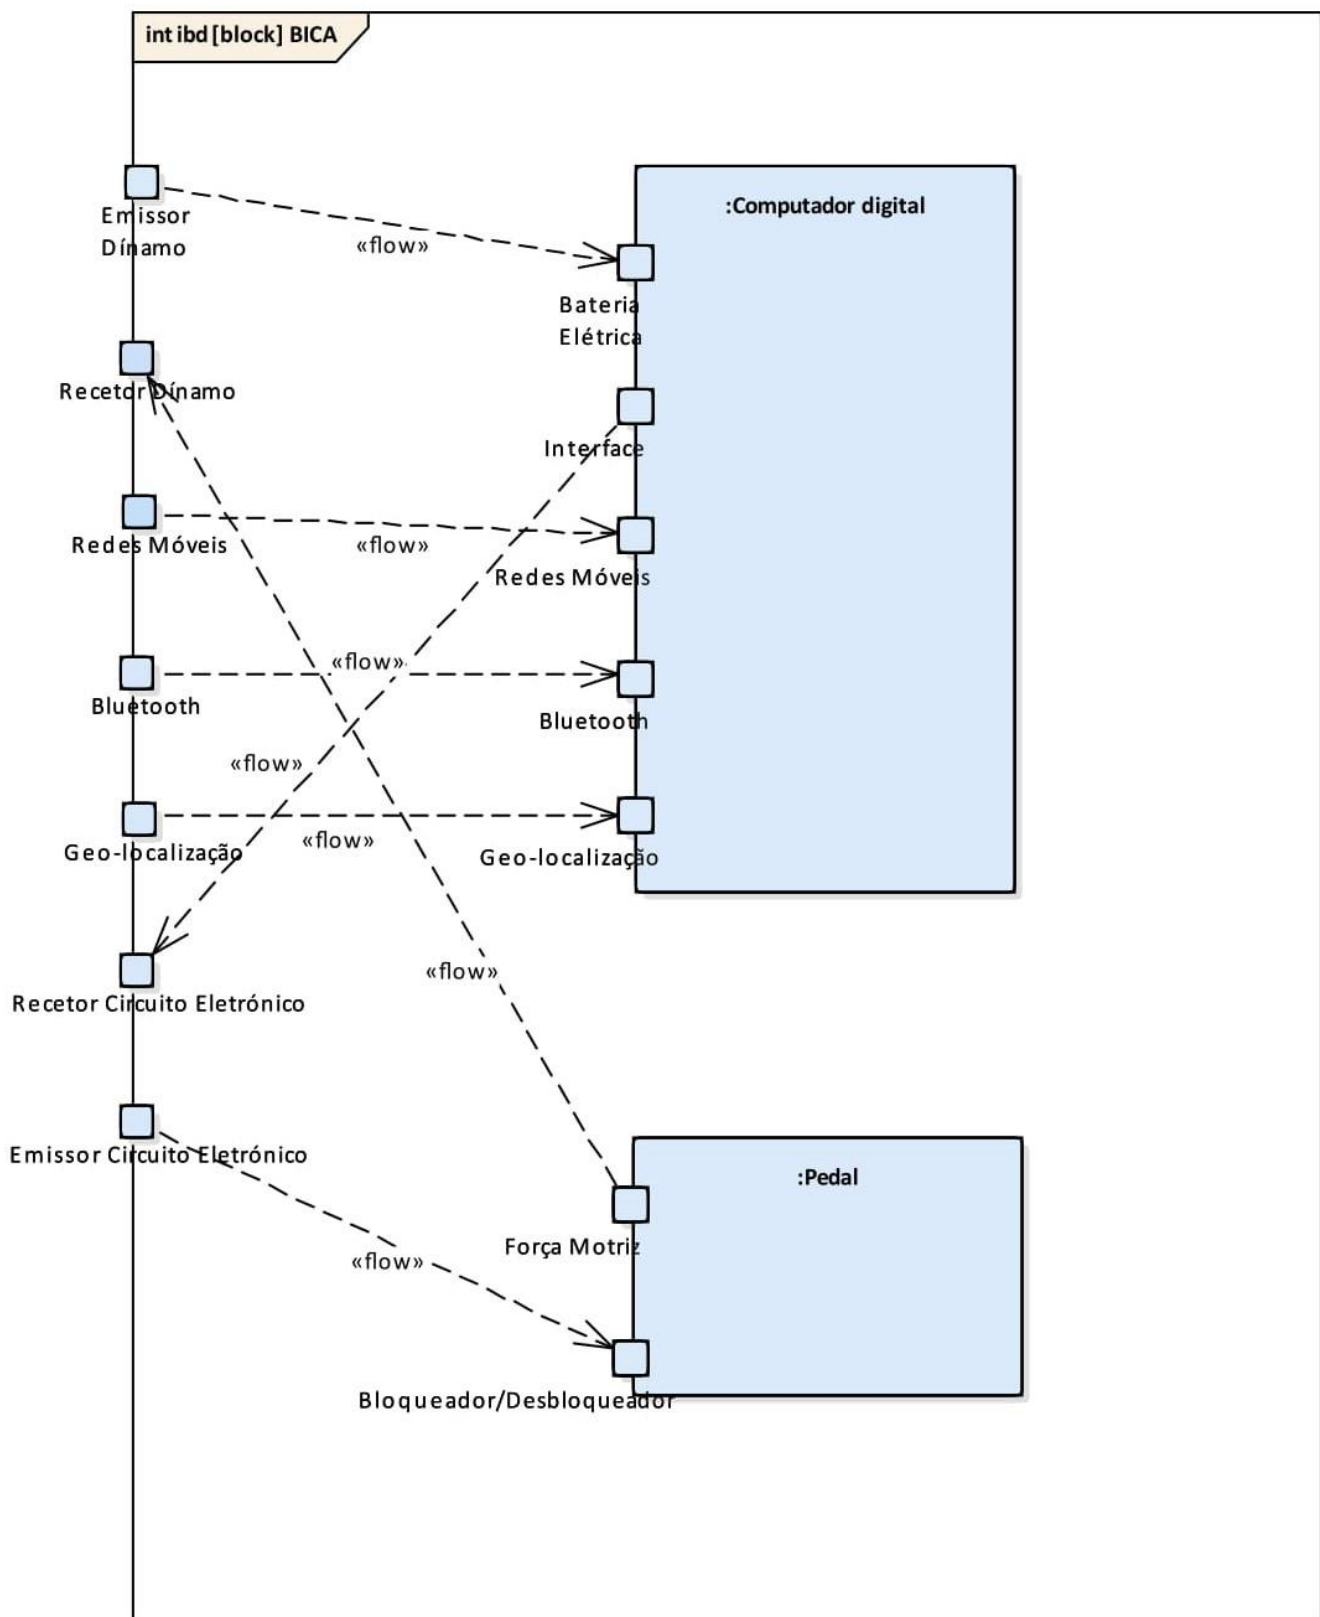 int ibd [block] BICA
:Computador digital
Emissor
Dínamo
«flow»
Bateria
Elétrica
Recetor Dínamo
Interface
Redes Móveis
«flow»
Redes Móveis
«flow»
Bluetooth
Bluetooth
«flow»
Geo-localização
«flow»
Geo-localização
«flow»
Recetor Circuito Eletrónico
Emissor Circuito Eletrónico
:Pedal
Força Motriz
«flow»
Bloqueador/Desbloqueador